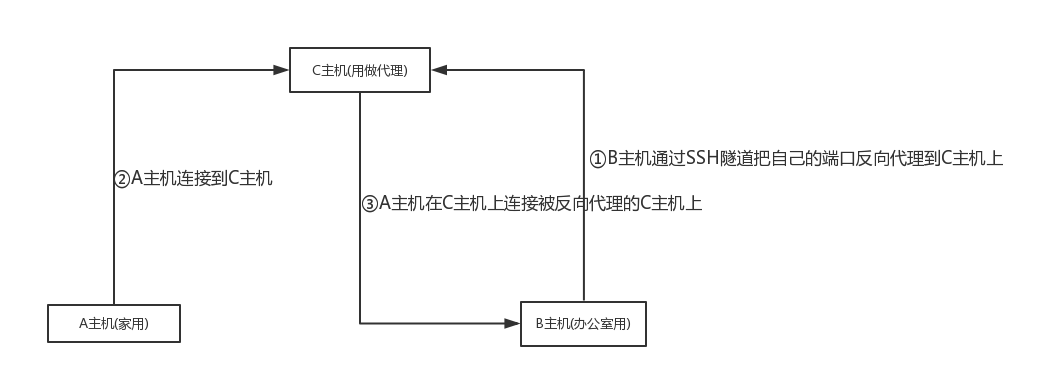 C主机(用做代理)
①B主机通过SSH隧道把自己的端口反向代理到C主机上
②A主机连接到C主机
③A主机在C主机上连接被反向代理的C主机上
A主机(家用)
B主机(办公室用)